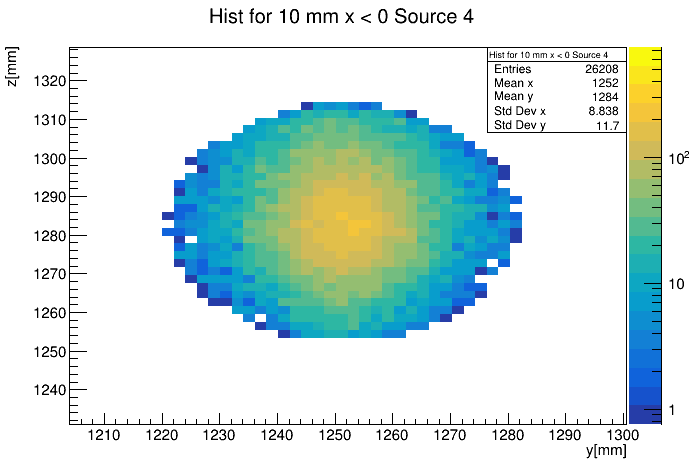 Hist for 10 mm x < 0 Source 4
z[mm]
Hist for 10 mm x < 0 Source 4
Entries 26208
Mean x 1252
Mean y 1284
Std Dev x 8.838
Std Dev y 11.7
1320
1310
1300
1290
1280
1270
1260
1250
1240
10²
10
1
1210 1220 1230 1240 1250 1260 1270 1280 1290 1300
y[mm]